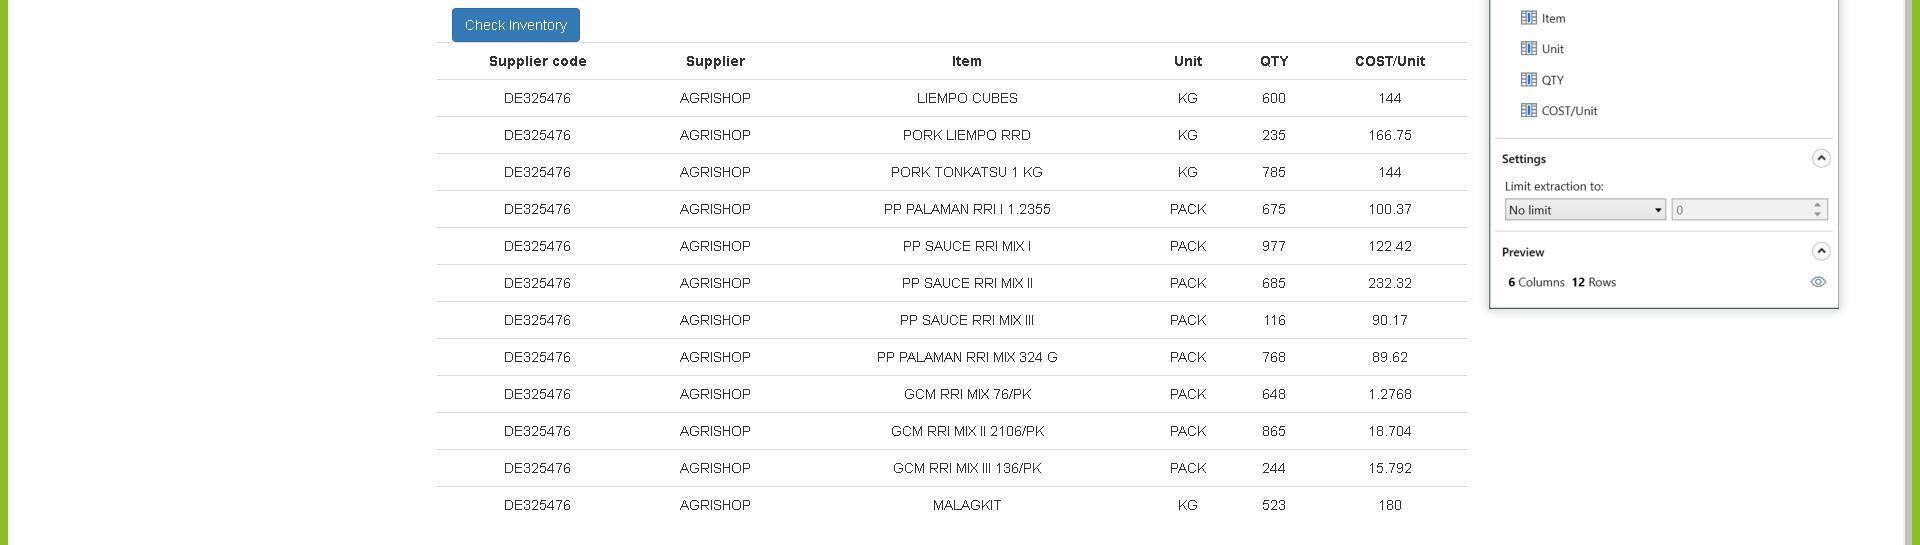 Check Inventory
Supplier code Supplier Item Unit QTY COST/Unit
DE325476 AGRISHOP LIEMPO CUBES KG 600 144
DE325476 AGRISHOP PORK LIEMPO RRD KG 235 166.75
DE325476 AGRISHOP PORK TONKATSU 1 KG KG 785 144
DE325476 AGRISHOP PP PALAMAN RRI I 1.2355 PACK 675 100.37
DE325476 AGRISHOP PP SAUCE RRI MIX I PACK 977 122.42
DE325476 AGRISHOP PP SAUCE RRI MIX II PACK 685 232.32
DE325476 AGRISHOP PP SAUCE RRI MIX III PACK 116 90.17
DE325476 AGRISHOP PP PALAMAN RRI MIX 324 G PACK 768 89.62
DE325476 AGRISHOP GCM RRI MIX 76/PK PACK 648 1.2768
DE325476 AGRISHOP GCM RRI MIX II 2106/PK PACK 865 18.704
DE325476 AGRISHOP GCM RRI MIX III 136/PK PACK 244 15.792
DE325476 AGRISHOP MALAGKIT KG 523 180
Item
Unit
QTY
COST/Unit
Settings
Limit extraction to:
No limit 0
Preview
6 Columns 12 Rows